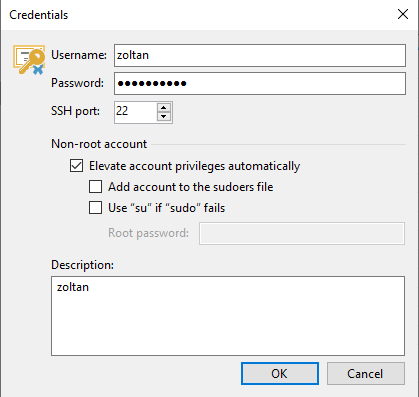 Credentials
Username: zoltan
Password: ●●●●●●●●●●
SSH port: 22
Non-root account
Elevate account privileges automatically
Add account to the sudoers file
Use “su” if “sudo” fails
Root password:
Description:
zoltan
OK Cancel